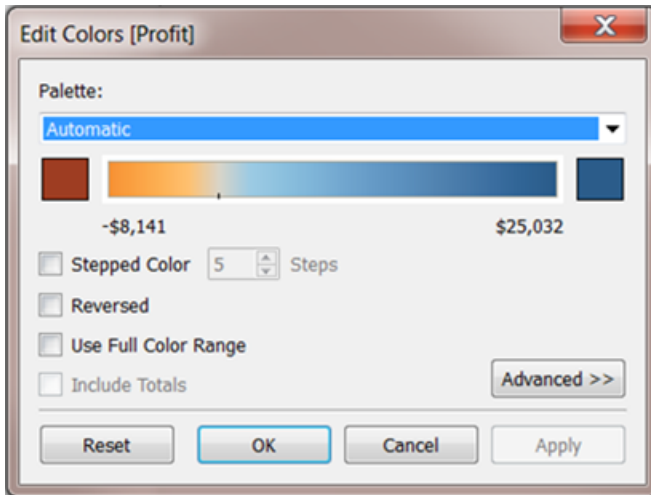 Edit Colors [Profit]
Palette:
Automatic
-$8,141 $25,032
Stepped Color 5 Steps
Reversed
Use Full Color Range
Include Totals
Advanced >>
Reset OK Cancel Apply